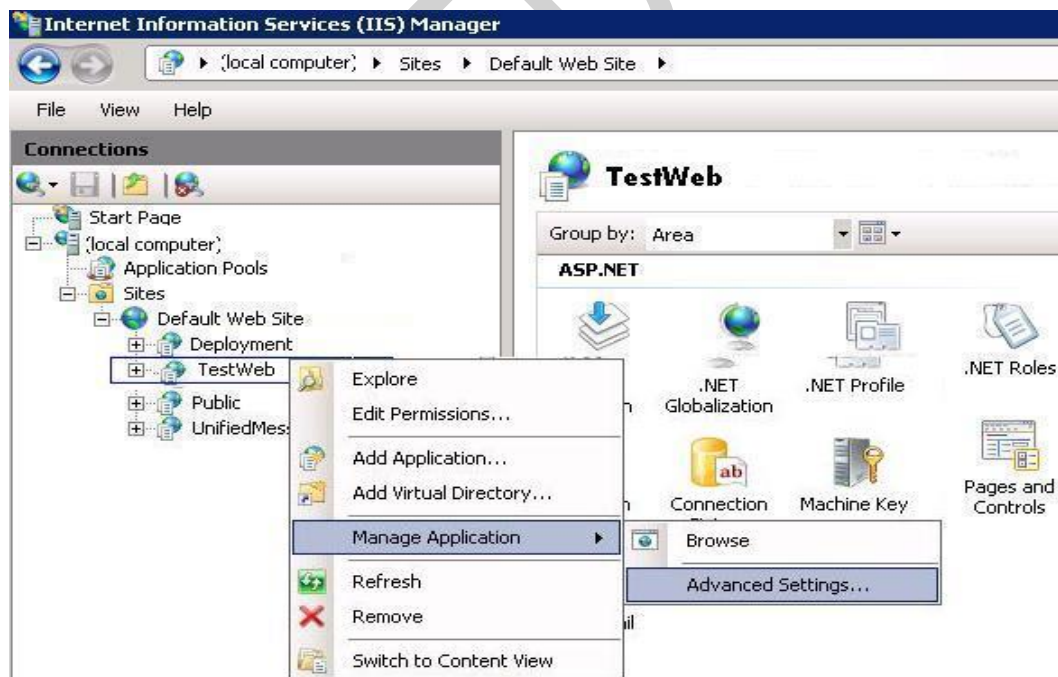 Internet Information Services (IIS) Manager
(local computer) Sites Default Web Site
File View Help
Connections
Start Page
(local computer)
Application Pools
Sites
Default Web Site
Deployment
TestWeb
Public
UnifiedMes
TestWeb
Group by: Area
ASP.NET
.NET Globalization
.NET Profile
.NET Roles
ab
Connection
Machine Key
Pages and Controls
Explore
Edit Permissions...
Add Application...
Add Virtual Directory...
Manage Application
Refresh
Remove
Switch to Content View
Browse
Advanced Settings...